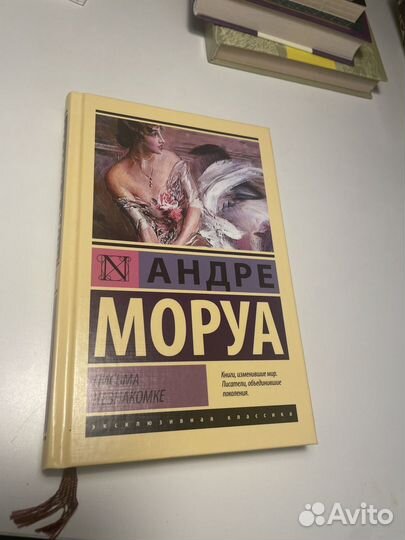 АНДРЕ
МОРУА
ПИСЬМА
НЕЗНАКОМКЕ
Книги, изменившие мир.
Писатели, объединившие
поколения.
эксклюзивная классика
Avito